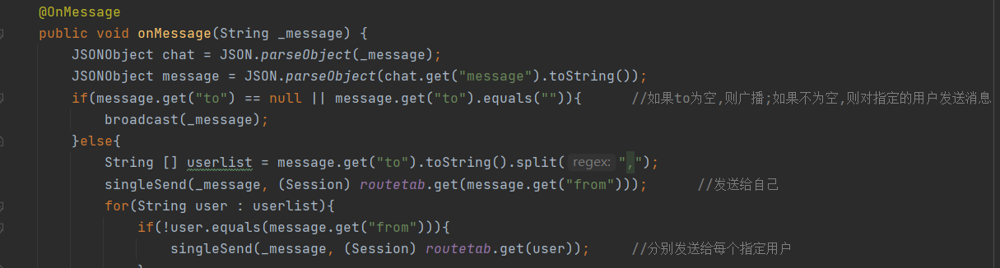 @OnMessage
public void onMessage(String _message) {
JSONObject chat = JSON.parseObject(_message);
JSONObject message = JSON.parseObject(chat.get("message").toString());
if(message.get("to") == null || message.get("to").equals("")){ //如果to为空,则广播;如果不为空,则对指定的用户发送消息
broadcast(_message);
}else{
String [] userlist = message.get("to").toString().split( regex: ",");
singleSend(_message, (Session) routetab.get(message.get("from"))); //发送给自己
for(String user : userlist){
if(!user.equals(message.get("from"))){
singleSend(_message, (Session) routetab.get(user)); //分别发送给每个指定用户
}